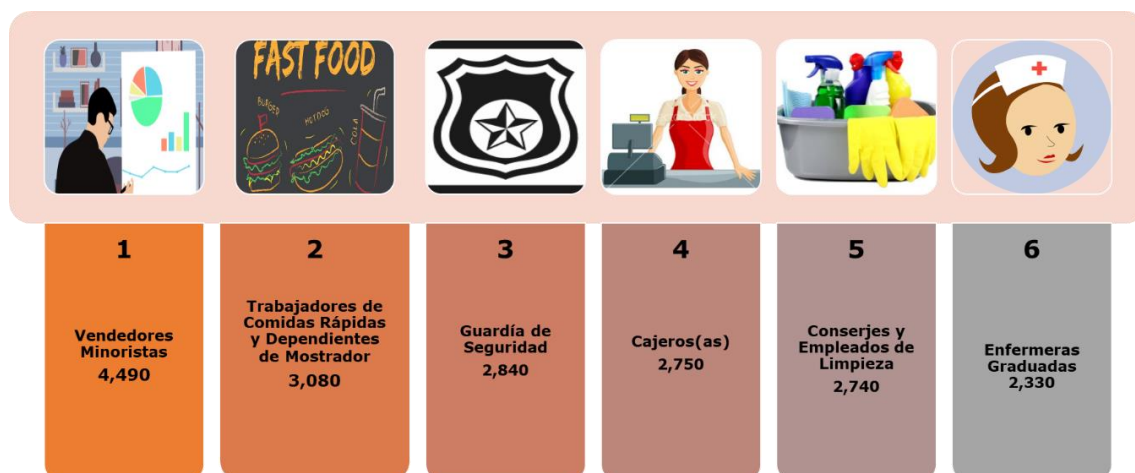 FAST FOOD
BURGER
HOTDOG
COLA
1
Vendedores
Minoristas
4,490
2
Trabajadores de
Comidas Rápidas
y Dependientes
de Mostrador
3,080
3
Guardía de
Seguridad
2,840
4
Cajeros(as)
2,750
5
Conserjes y
Empleados de
Limpieza
2,740
6
Enfermeras
Graduadas
2,330